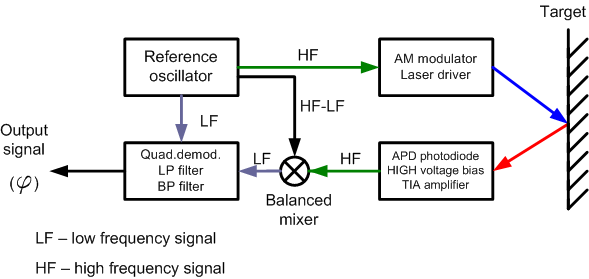 Target
Reference
oscillator
HF
AM modulator
Laser driver
HF-LF
LF
Output
signal
(φ)
Quad.demod.
LP filter
BP filter
LF
HF
APD photodiode
HIGH voltage bias
TIA amplifier
Balanced
mixer
LF – low frequency signal
HF – high frequency signal